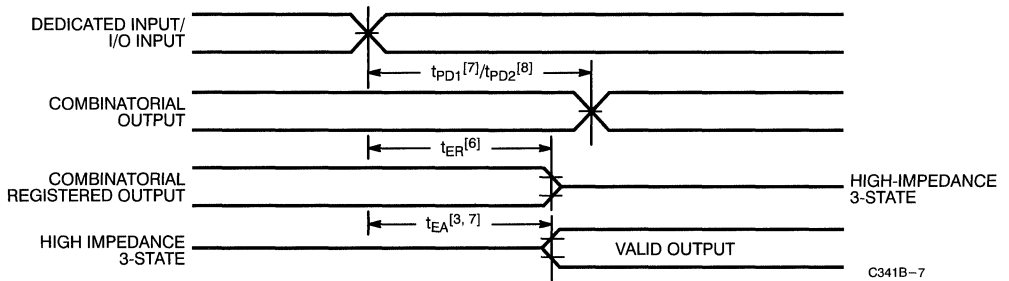 DEDICATED INPUT/
I/O INPUT
tPD1[7]/tPD2[8]
COMBINATORIAL
OUTPUT
tER[6]
COMBINATORIAL
REGISTERED OUTPUT
HIGH-IMPEDANCE
3-STATE
tEA[3, 7]
HIGH IMPEDANCE
3-STATE
VALID OUTPUT
C341B-7